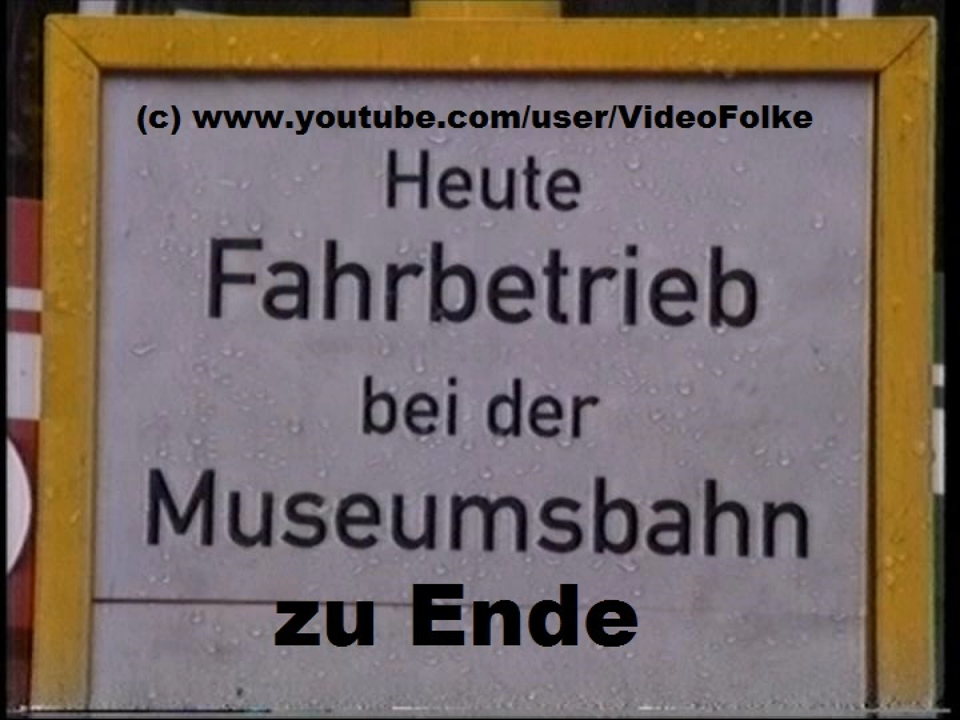 (c) www.youtube.com/user/VideoFolke
Heute
Fahrbetrieb
bei der
Museumsbahn
zu Ende